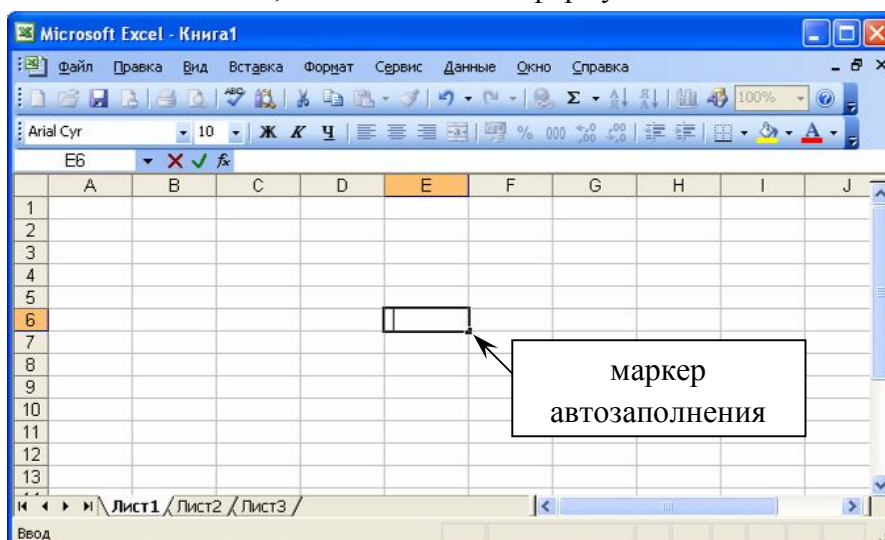 Microsoft Excel - Книга1
Файл Правка Вид Вставка Формат Сервис Данные Окно Справка
100%
Arial Cyr 10 Ж К Ч % 000
E6
A B C D E F G H I J
1
2
3
4
5
6
7
8
9
10
11
12
13
маркер
автозаполнения
Лист1 Лист2 Лист3
Ввод